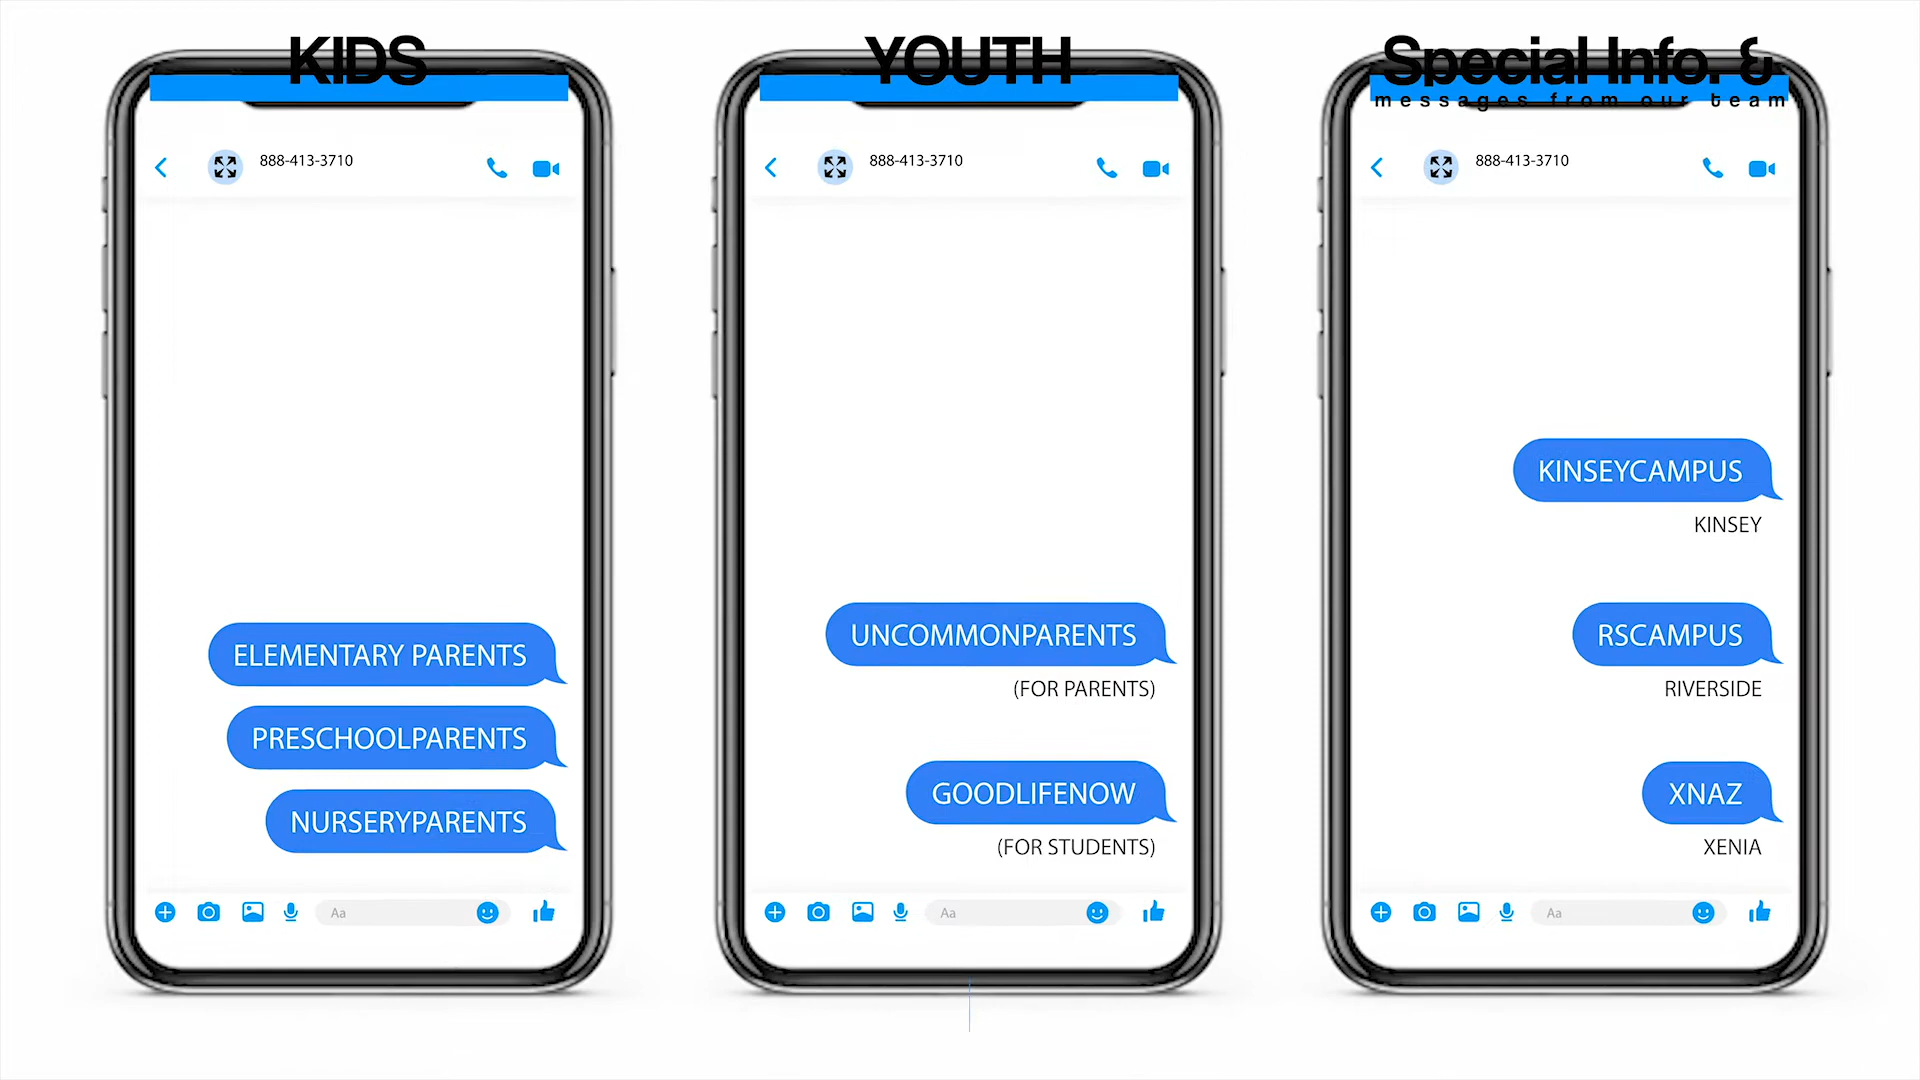 KIDS
888-413-3710
ELEMENTARY PARENTS
PRESCHOOLPARENTS
NURSERYPARENTS
Aa
YOUTH
888-413-3710
UNCOMMONPARENTS
(FOR PARENTS)
GOODLIFENOW
(FOR STUDENTS)
Aa
Special Info. &
messages from our team
888-413-3710
KINSEYCAMPUS
KINSEY
RSCAMPUS
RIVERSIDE
XNAZ
XENIA
Aa